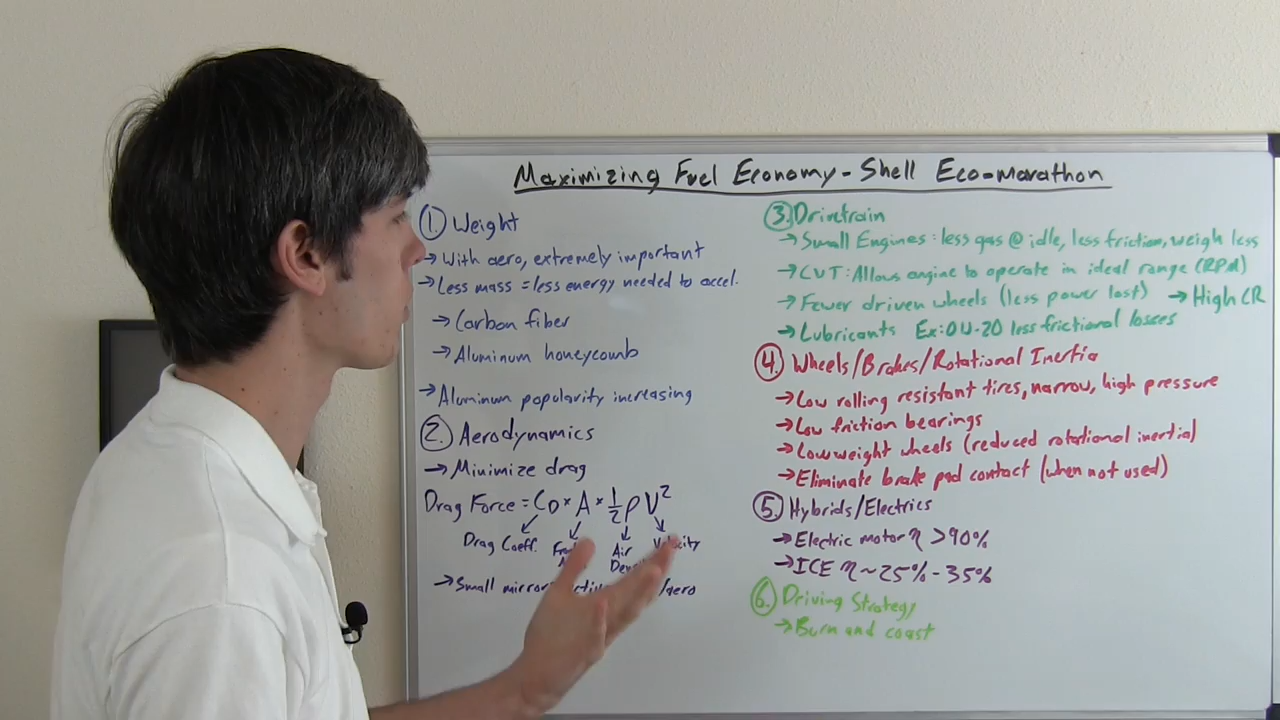 Maximizing Fuel Economy - Shell Eco-marathon
1. Weight
→ With aero, extremely important
→ Less mass = less energy needed to accel.
→ Carbon fiber
→ Aluminum honeycomb
→ Aluminum popularity increasing
2. Aerodynamics
→ Minimize drag
Drag Force = CD × A × 1/2 ρ V²
Drag Coeff. Air Velocity
→ Small mirror /aero
3. Drivetrain
→ Small Engines: less gas @ idle, less friction, weigh less
→ CVT: Allows engine to operate in ideal range (RPM)
→ Fewer driven wheels (less power lost) → High CR
→ Lubricants Ex: 0W-20 less frictional losses
4. Wheels/Brakes/Rotational Inertia
→ Low rolling resistant tires, narrow, high pressure
→ Low friction bearings
→ Low weight wheels (reduced rotational inertia)
→ Eliminate brake pad contact (when not used)
5. Hybrids/Electrics
→ Electric motor η >90%
→ ICE η ~25%-35%
6. Driving Strategy
→ Burn and coast